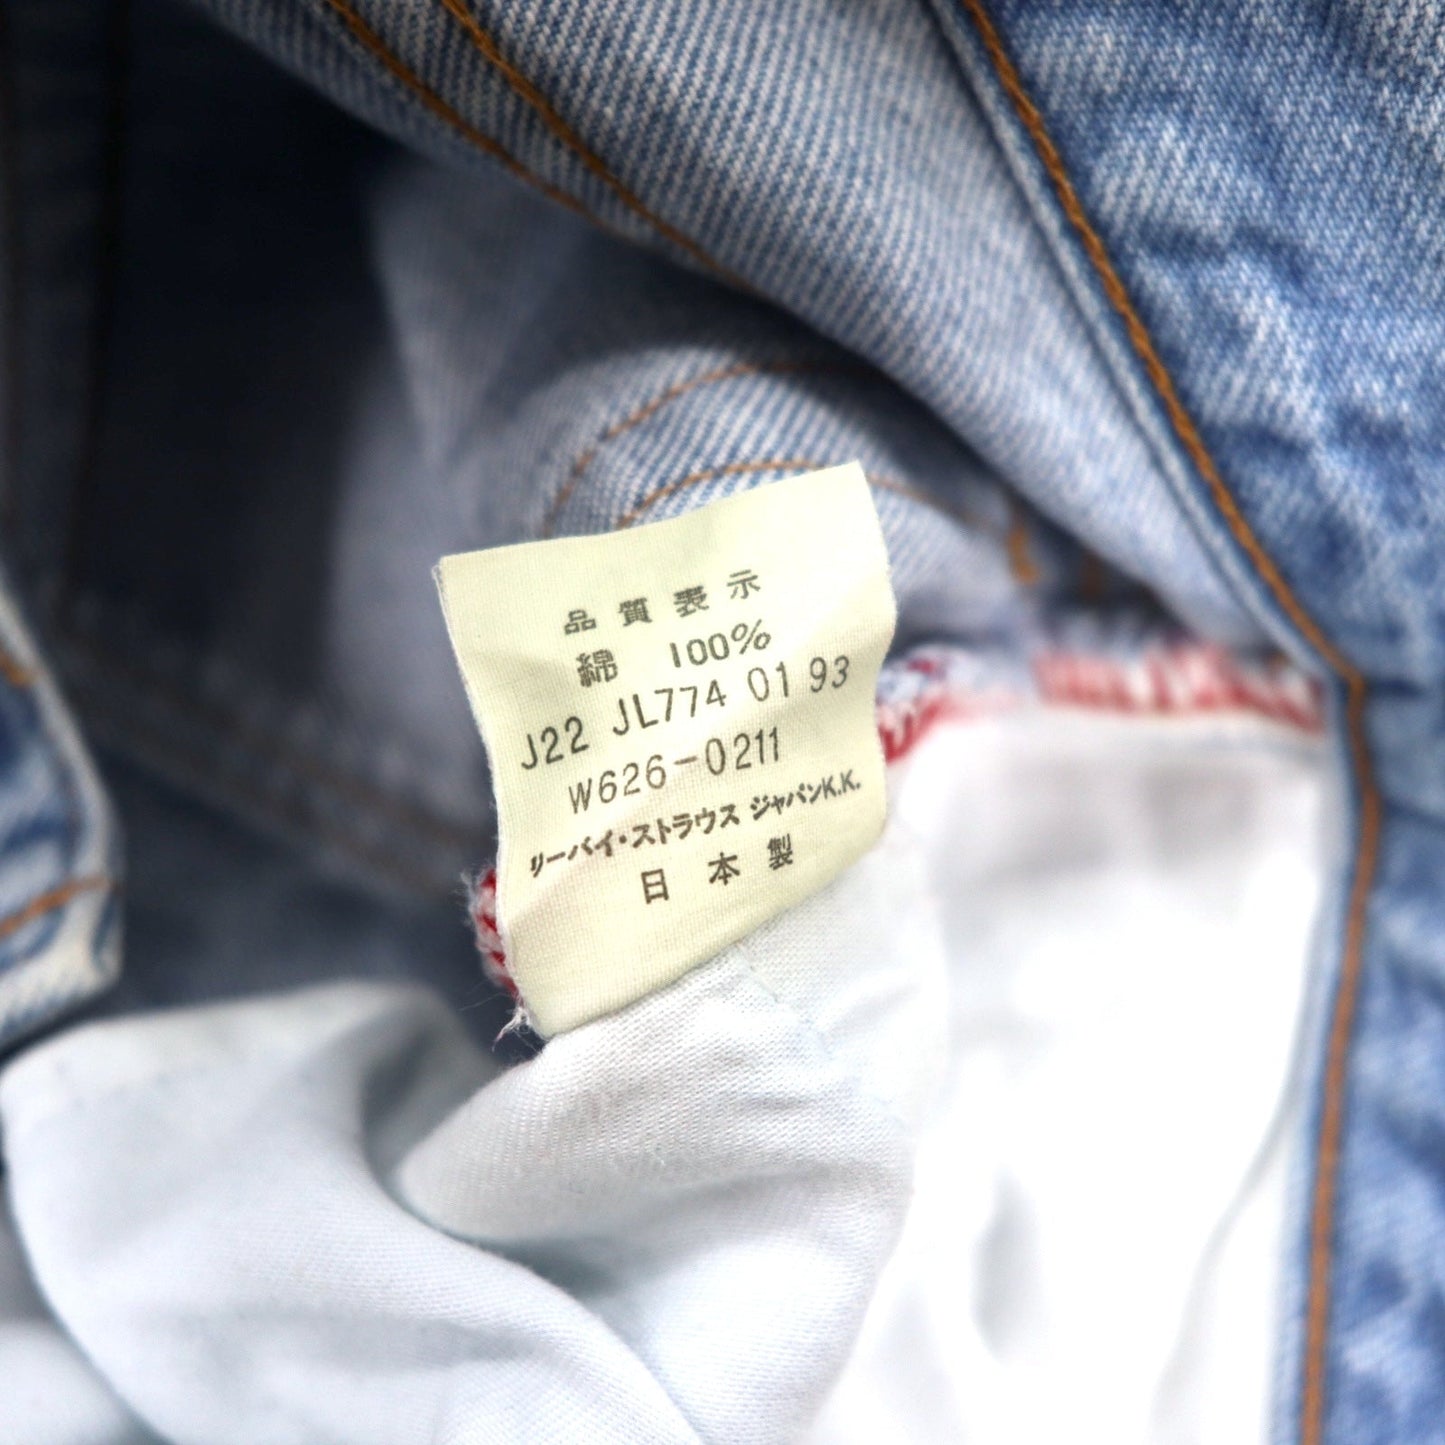 品質表示
綿 100%
J22 JL774 01 93
W626-0211
リーバイ・ストラウス ジャパンK.K.
日本製